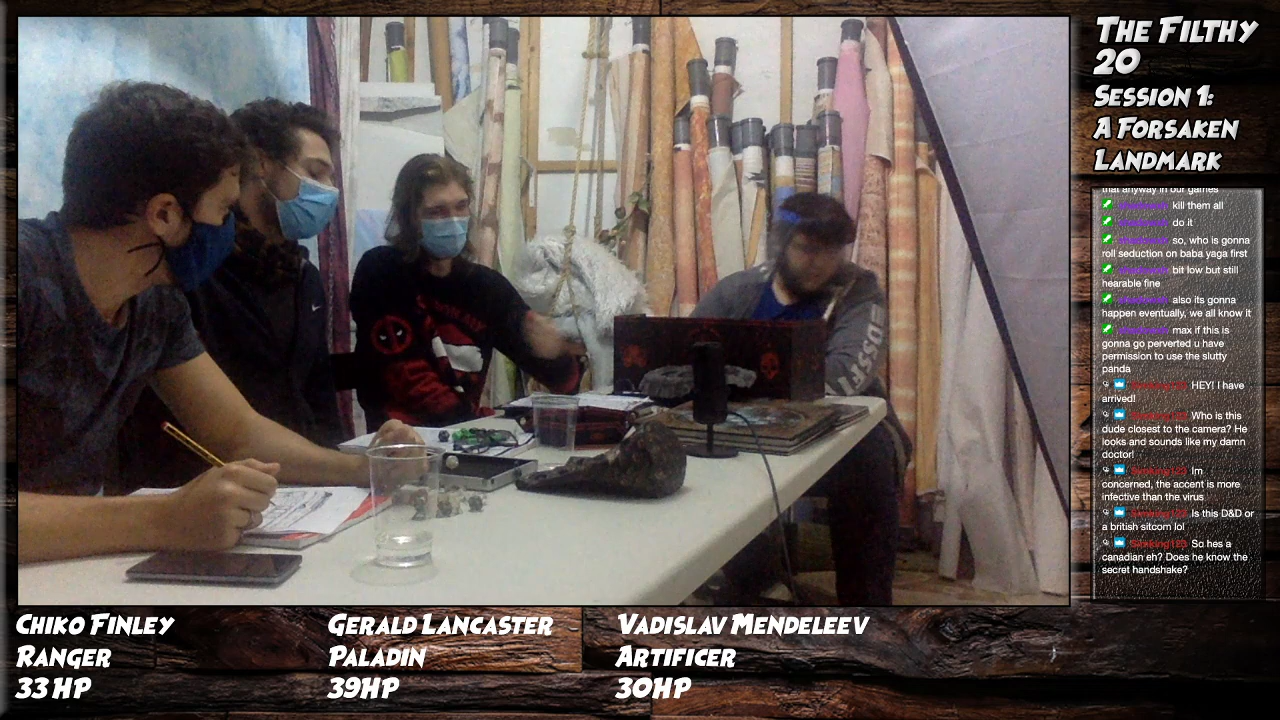 THE FILTHY
20
SESSION 1:
A FORSAKEN
LANDMARK
that anyway in our games
kill them all
do it
so, who is gonna
roll seduction on baba yaga first
bit low but still
hearable fine
also its gonna
happen eventually, we all know it
max if this is
gonna go perverted u have
permission to use the slutty
panda
HEY! I have
arrived!
Who is this
dude closest to the camera? He
looks and sounds like my damn
doctor!
Im
concerned, the accent is more
infective than the virus
Is this D&D or
a british sitcom lol
So hes a
canadian eh? Does he know the
secret handshake?
CHIKO FINLEY
RANGER
33 HP
GERALD LANCASTER
PALADIN
39HP
VADISLAV MENDELEEV
ARTIFICER
30HP